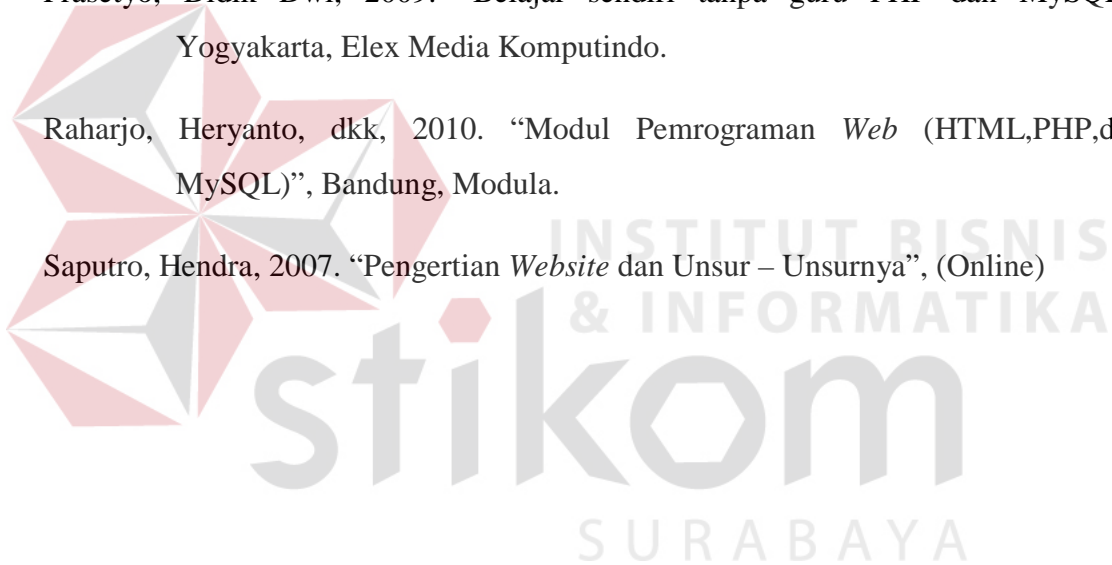 Prasetyo, Didik Dwi, 2009. “Belajar sendiri tanpa guru PHP dan MySQL
Yogyakarta, Elex Media Komputindo.
Raharjo, Heryanto, dkk, 2010. “Modul Pemrograman Web (HTML,PHP,d
MySQL)”, Bandung, Modula.
INSTITUT BISNIS
Saputro, Hendra, 2007. “Pengertian Website dan Unsur – Unsurnya”, (Online)
& INFORMATIKA
stikom
SURABAYA